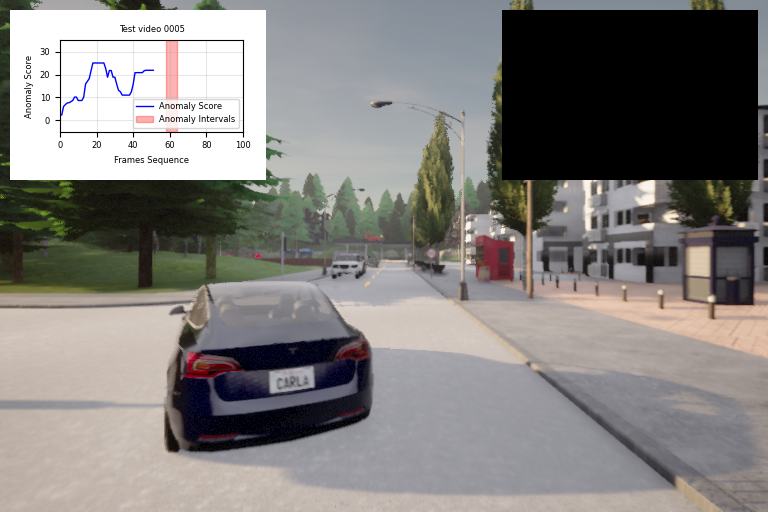 Test video 0005
Anomaly Score
30
20
10
0
Anomaly Score
Anomaly Intervals
0 20 40 60 80 100
Frames Sequence
CARLA